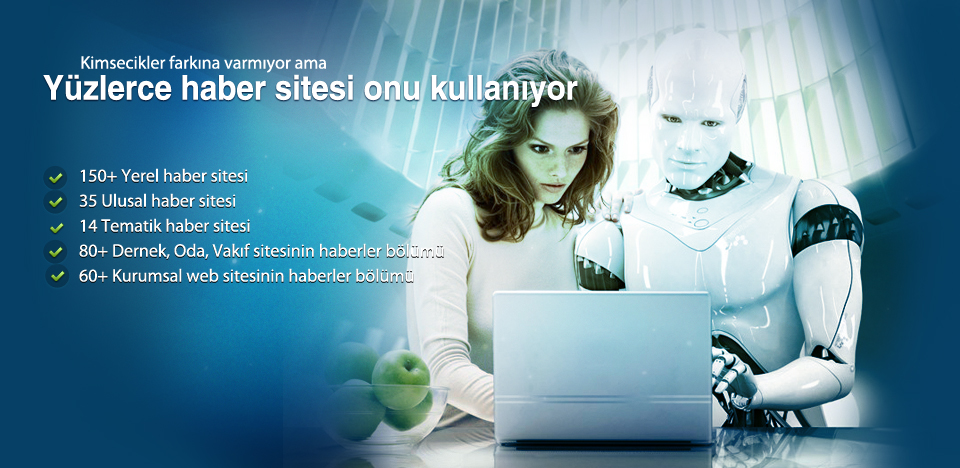 Kimsecikler farkına varmıyor ama
Yüzlerce haber sitesi onu kullanıyor
150+ Yerel haber sitesi
35 Ulusal haber sitesi
14 Tematik haber sitesi
80+ Dernek, Oda, Vakıf sitesinin haberler bölümü
60+ Kurumsal web sitesinin haberler bölümü